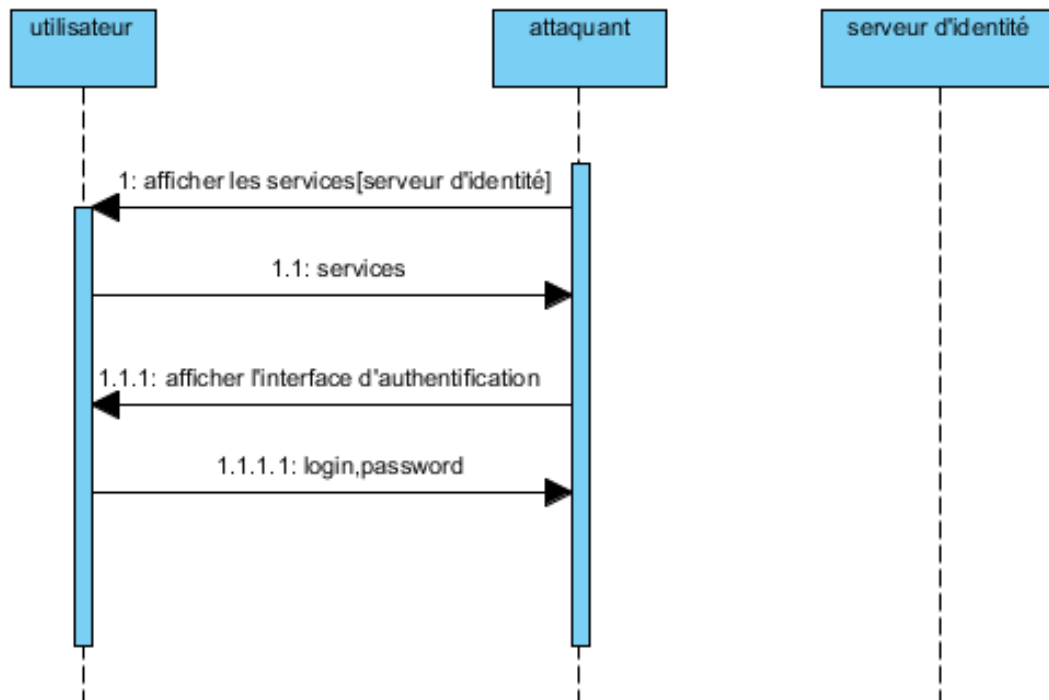 utilisateur
attaquant
serveur d'identité
1: afficher les services[serveur d'identité]
1.1: services
1.1.1: afficher l'interface d'authentification
1.1.1.1: login,password